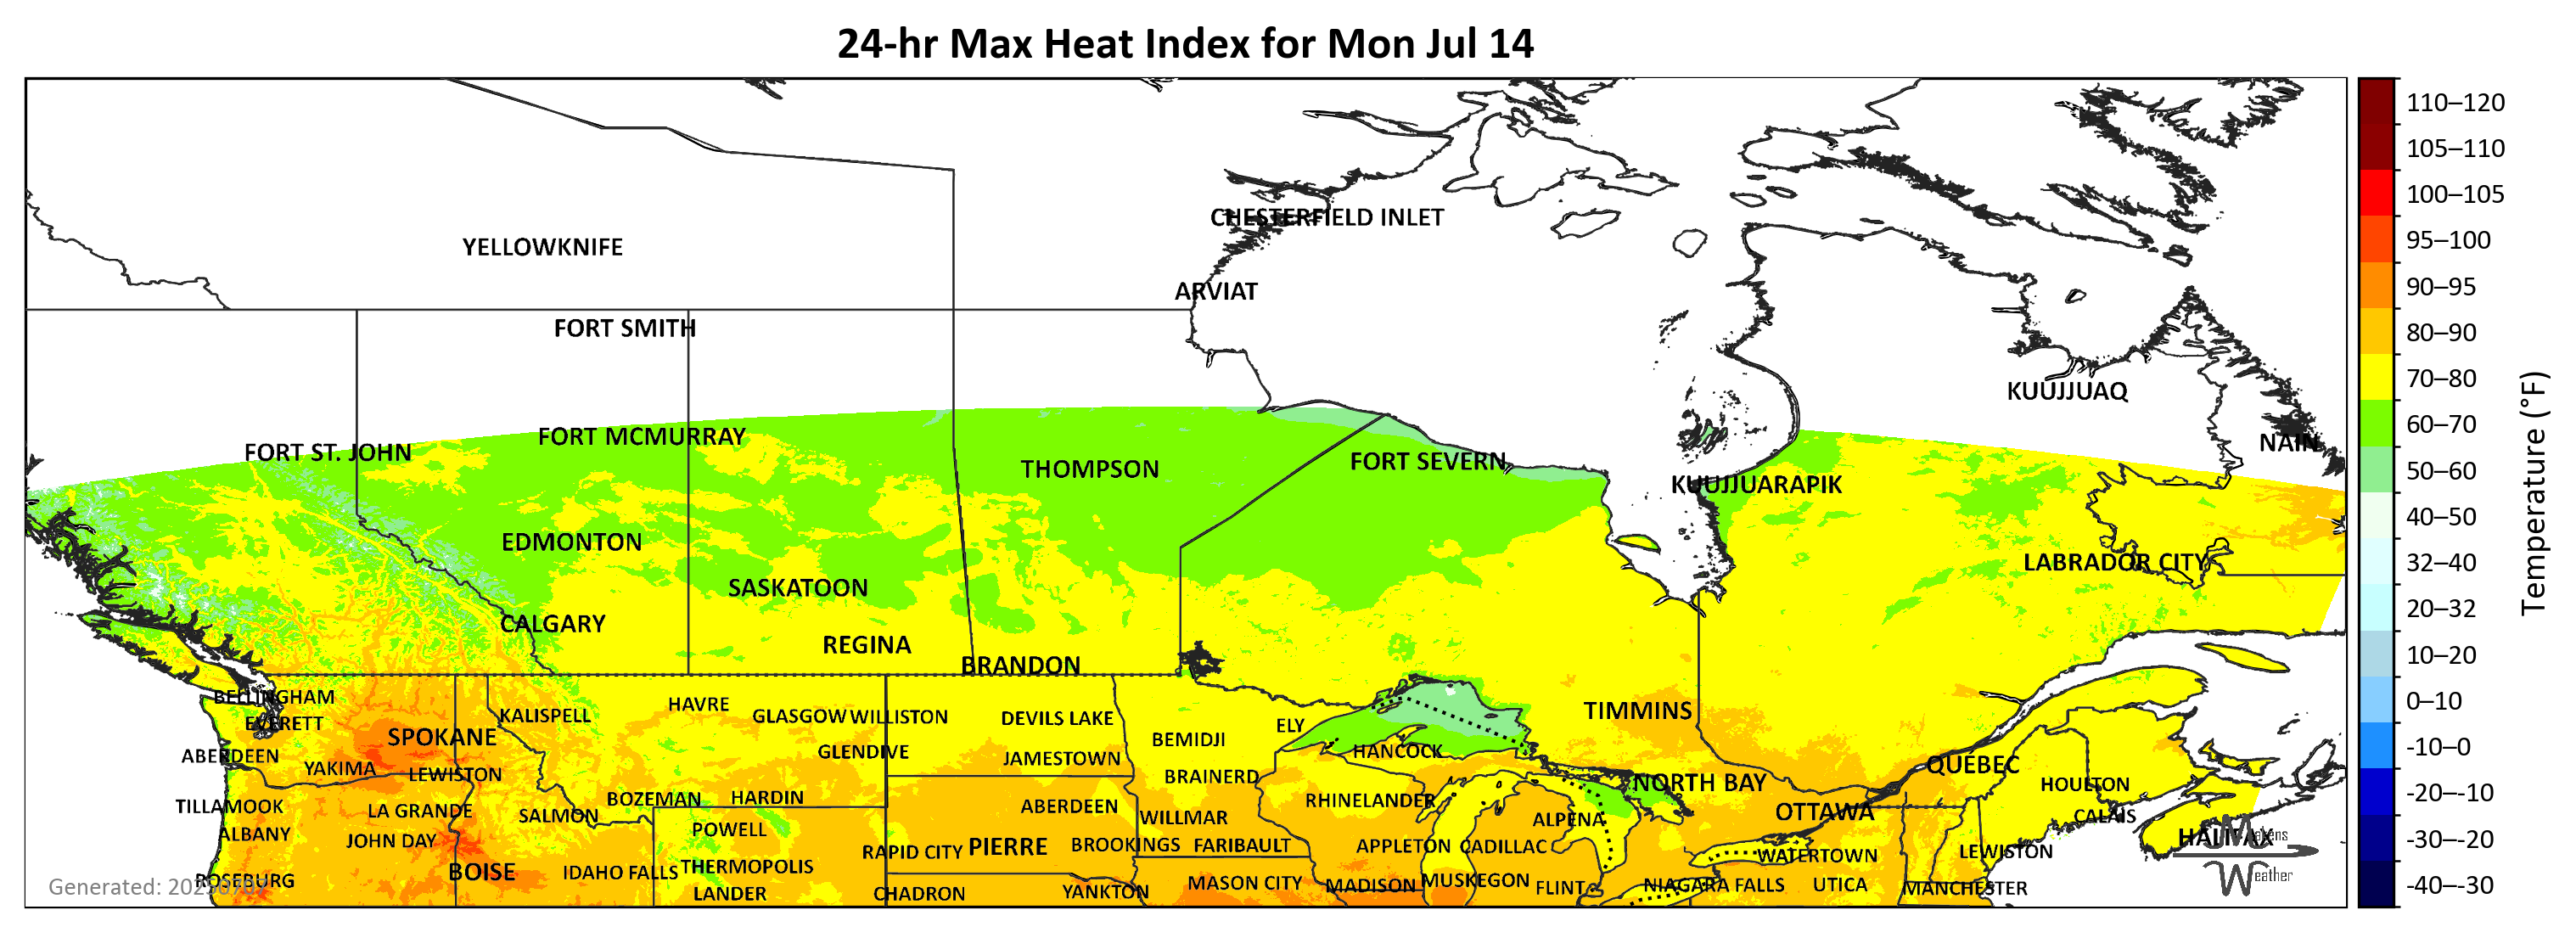 24-hr Max Heat Index for Mon Jul 14
110–120
105–110
CHESTERFIELD INLET
100–105
YELLOWKNIFE
95–100
ARVIAT
90–95
FORT SMITH
80–90
KUUJJUAQ
70–80
FORT MCMURRAY
60–70
FORT ST. JOHN
NAIN
THOMPSON
FORT SEVERN
50–60
KUUJJUARAPIK
40–50
EDMONTON
LABRADOR CITY
32–40
SASKATOON
20–32
CALGARY
REGINA
10–20
BRANDON
Temperature (°F)
BELLINGHAM
HAVRE
0–10
KALISPELL
GLASGOW
WILLISTON
DEVILS LAKE
TIMMINS
EVERETT
ELY
SPOKANE
BEMIDJI
-10–0
ABERDEEN
GLENDIVE
JAMESTOWN
HANCOCK
QUÉBEC
YAKIMA
LEWISTON
BRAINERD
NORTH BAY
HOULTON
-20–-10
TILLAMOOK
LA GRANDE
BOZEMAN
HARDIN
ABERDEEN
RHINELANDER
SALMON
WILLMAR
ALPENA
OTTAWA
CALAIS
ALBANY
JOHN DAY
POWELL
HALIFAX
Makens
-30–-20
RAPID CITY
PIERRE
BROOKINGS
FARIBAULT
APPLETON
CADILLAC
WATERTOWN
LEWISTON
BOISE
IDAHO FALLS
THERMOPOLIS
Weather
ROSEBURG
Generated: 20250707
LANDER
CHADRON
YANKTON
MASON CITY
MADISON
MUSKEGON
FLINT
NIAGARA FALLS
UTICA
MANCHESTER
-40–-30